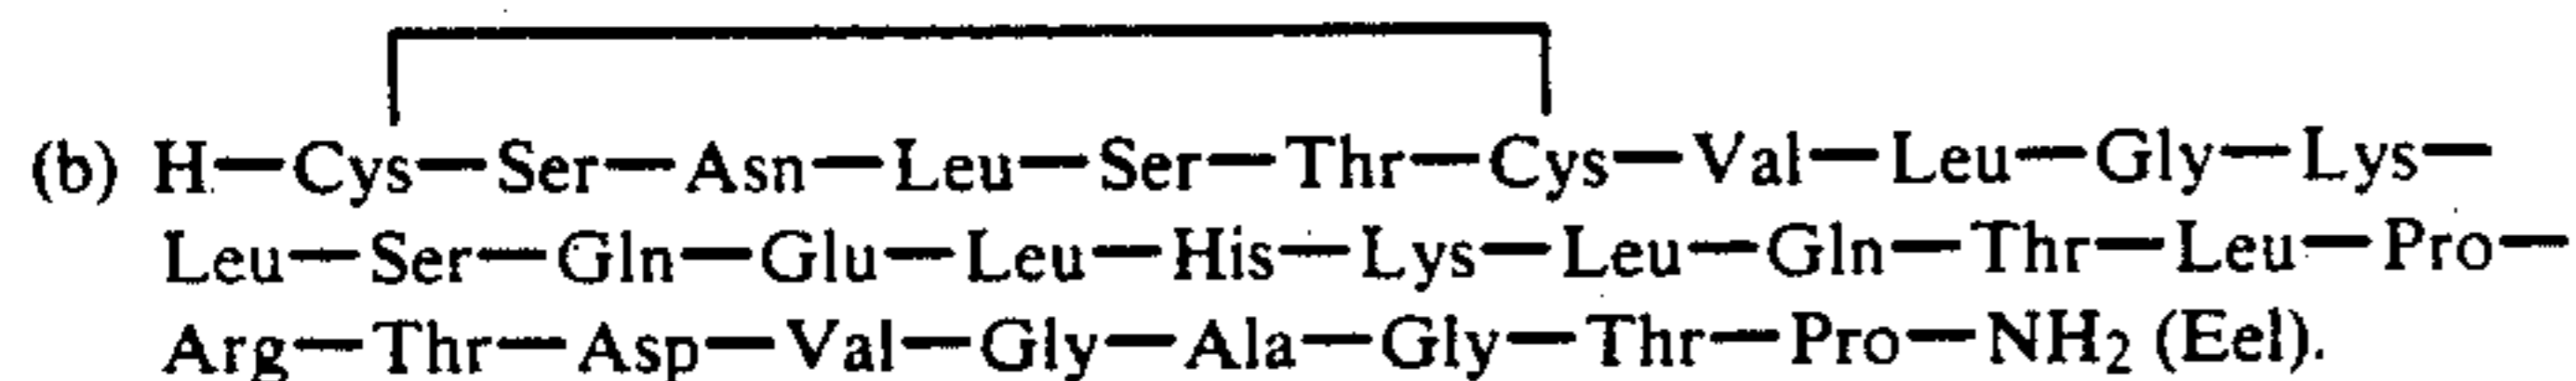 (b) H—Cys—Ser—Asn—Leu—Ser—Thr—Cys—Val—Leu—Gly—Lys—
Leu—Ser—Gln—Glu—Leu—His—Lys—Leu—Gln—Thr—Leu—Pro—
Arg—Thr—Asp—Val—Gly—Ala—Gly—Thr—Pro—NH₂ (Eel).